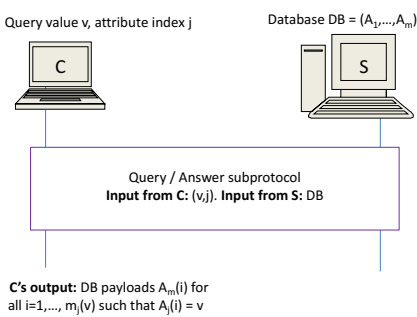 Query value v, attribute index j
Database DB = (A₁,…,Aₘ)
C
S
Query / Answer subprotocol
Input from C: (v,j). Input from S: DB
C's output: DB payloads Aₘ(i) for
all i=1,…, mⱼ(v) such that Aⱼ(i) = v